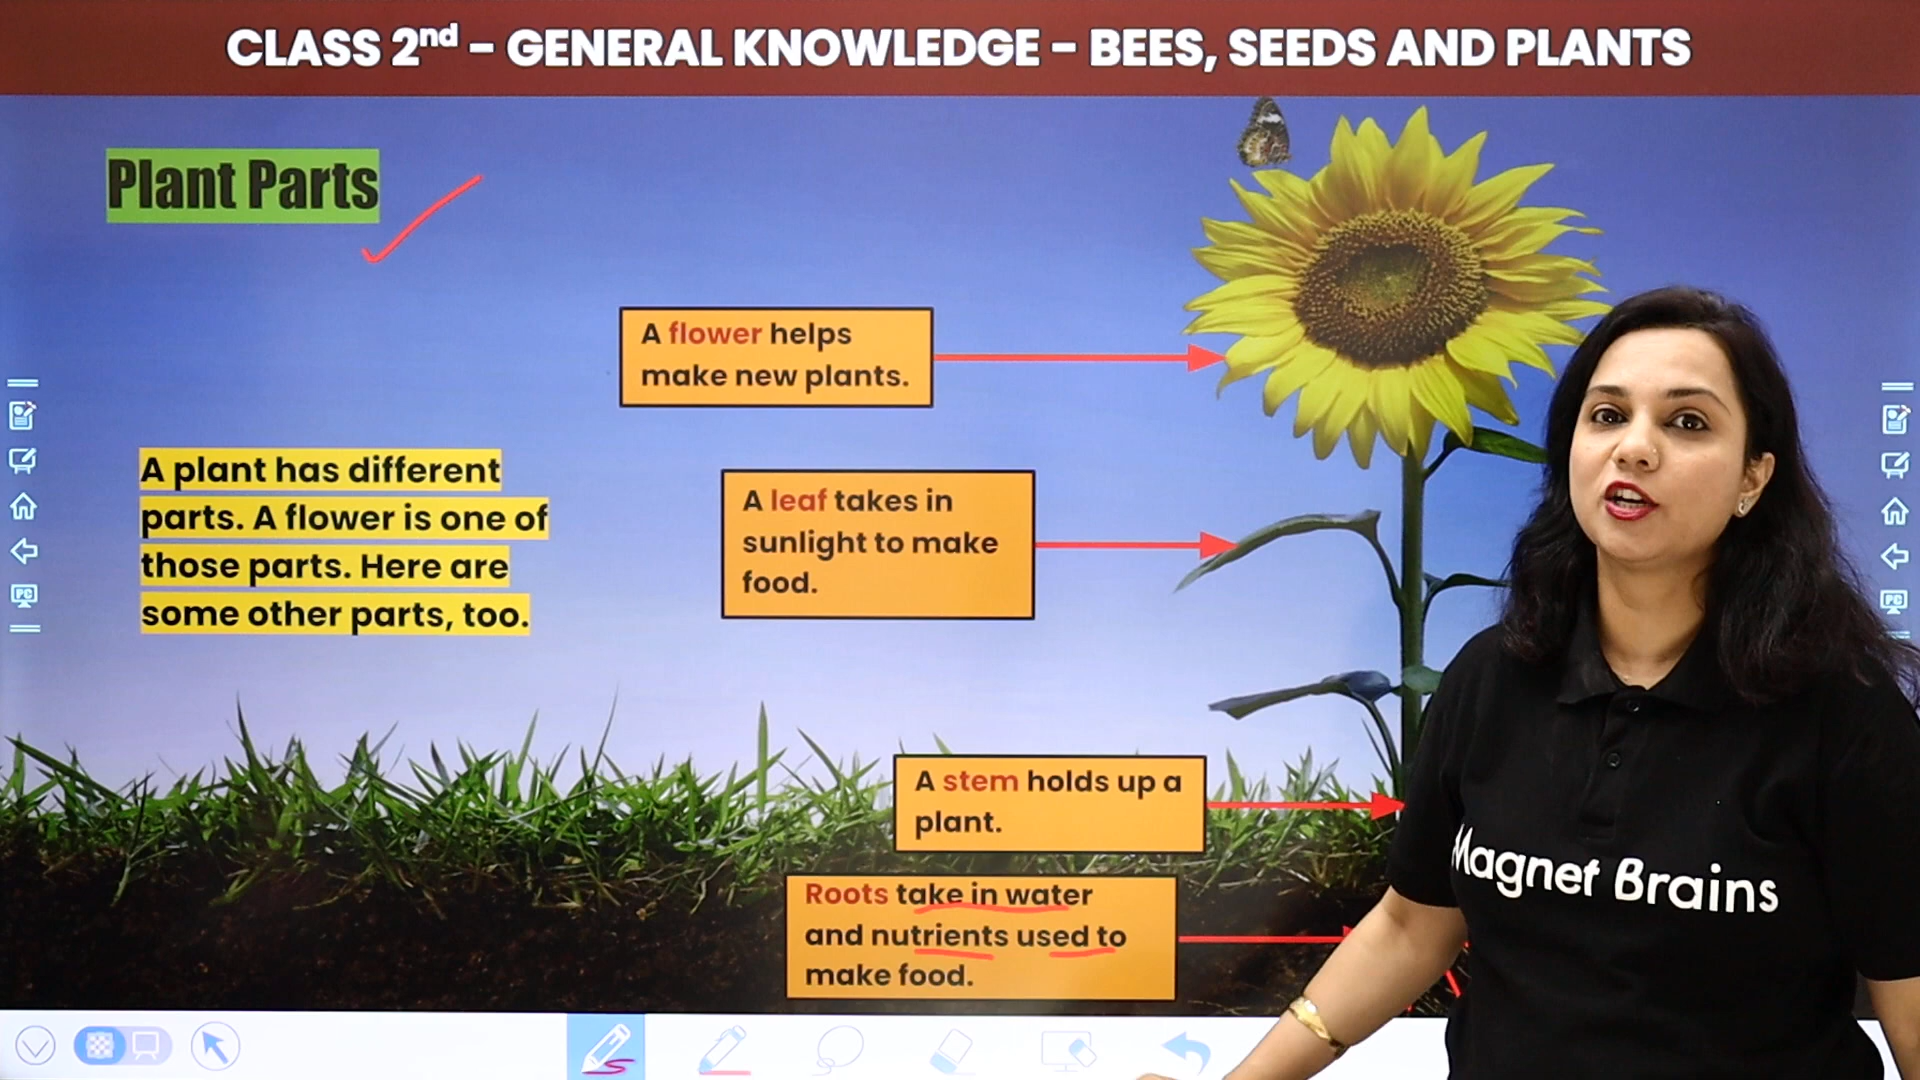 CLASS 2nd – GENERAL KNOWLEDGE – BEES, SEEDS AND PLANTS
Plant Parts
A flower helps
make new plants.
A plant has different
parts. A flower is one of
those parts. Here are
some other parts, too.
A leaf takes in
sunlight to make
food.
A stem holds up a
plant.
Roots take in water
and nutrients used to
make food.
Magnet Brains
PC
PC